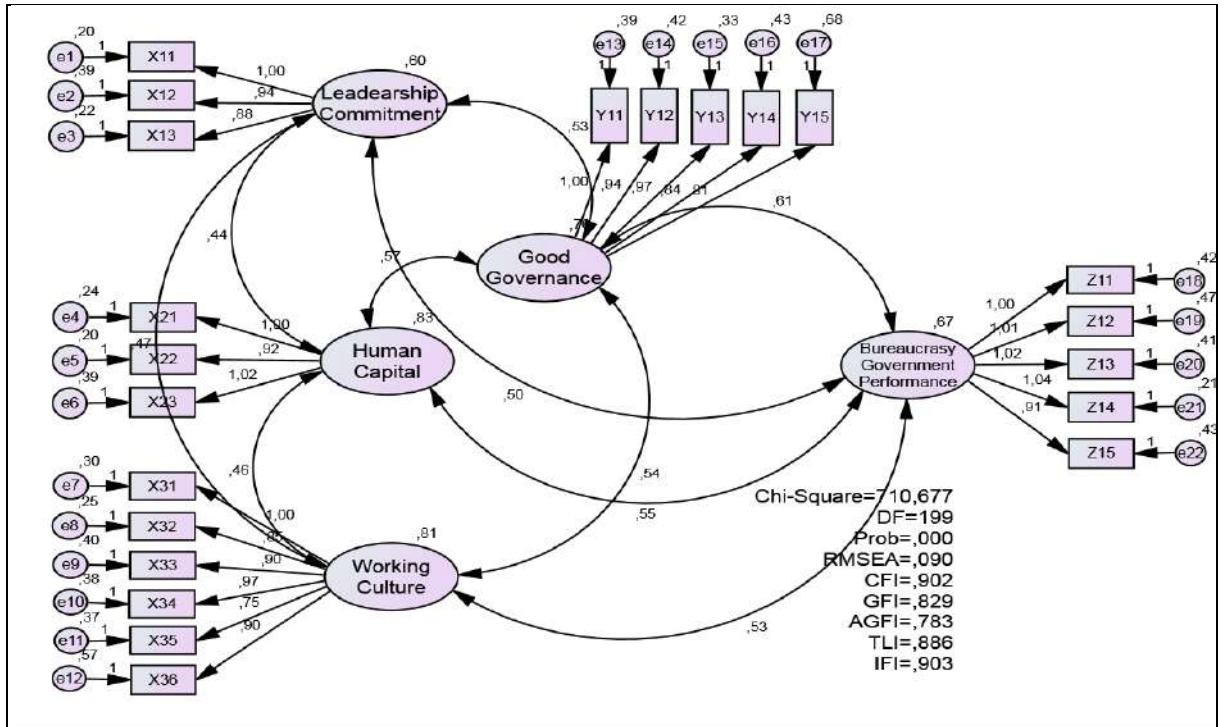 ,20
e1
1
X11
,39
e2
1
X12
,22
e3
1
X13
1,00
,94
,88
,60
Leadearship
Commitment
,39
,42
,33
,43
,68
e13
e14
e15
e16
e17
1
1
1
1
1
Y11
Y12
Y13
Y14
Y15
1,00
,94
,97
,84
,81
,53
,61
Good
Governance
,44
,57
,24
e4
1
X21
,20
e5
1
X22
,39
e6
1
X23
1,00
,92
1,02
,47
,83
Human
Capital
,50
,67
Bureaucrasy
Government
Performance
1,00
1,01
1,02
1,04
,91
Z11
1
,42
e18
Z12
1
,47
e19
Z13
1
,41
e20
Z14
1
,21
e21
Z15
1
,43
e22
,46
,54
,55
,30
e7
1
X31
,25
e8
1
X32
,40
e9
1
X33
,38
e10
1
X34
,37
e11
1
X35
,57
e12
1
X36
1,00
,90
,97
,75
,90
,81
Working
Culture
,53
Chi-Square=710,677
DF=199
Prob=,000
RMSEA=,090
CFI=,902
GFI=,829
AGFI=,783
TLI=,886
IFI=,903